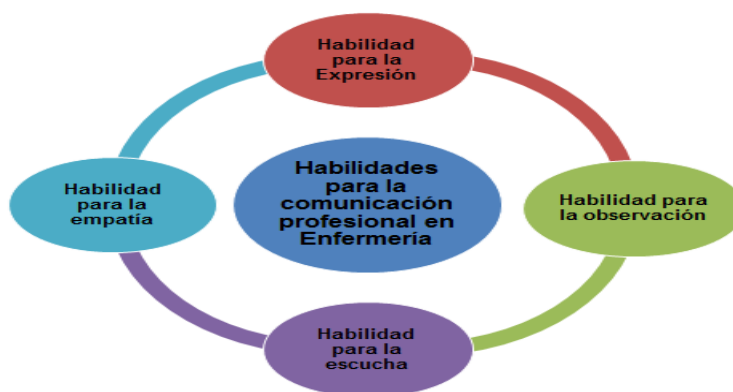 Habilidad
para la
Expresión
Habilidades
para la
comunicación
profesional en
Enfermería
Habilidad
para la
empatía
Habilidad para
la observación
Habilidad
para la
escucha